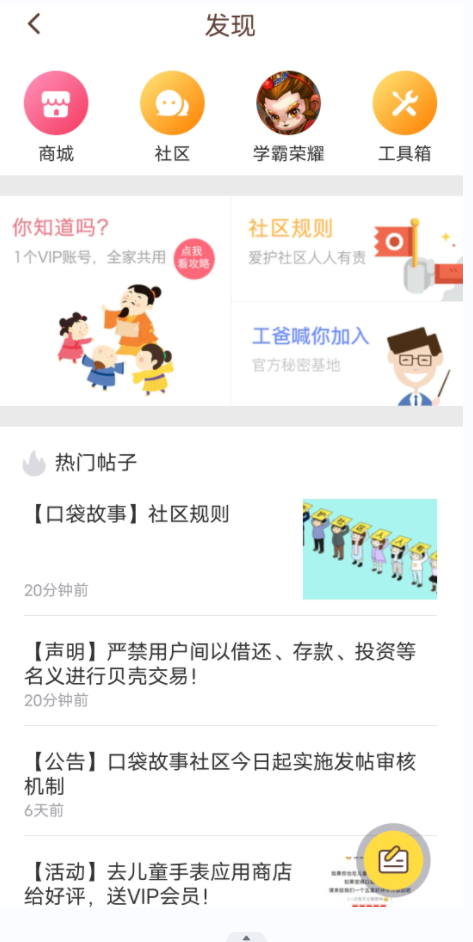 发现
商城
社区
学霸荣耀
工具箱
你知道吗?
1个VIP账号，全家共用
点我
看攻略
社区规则
爱护社区人人有责
工爸喊你加入
官方秘密基地
热门帖子
【口袋故事】社区规则
20分钟前
【声明】严禁用户间以借还、存款、投资等
名义进行贝壳交易！
20分钟前
【公告】口袋故事社区今日起实施发帖审核
机制
6天前
【活动】去儿童手表应用商店
给好评，送VIP会员！